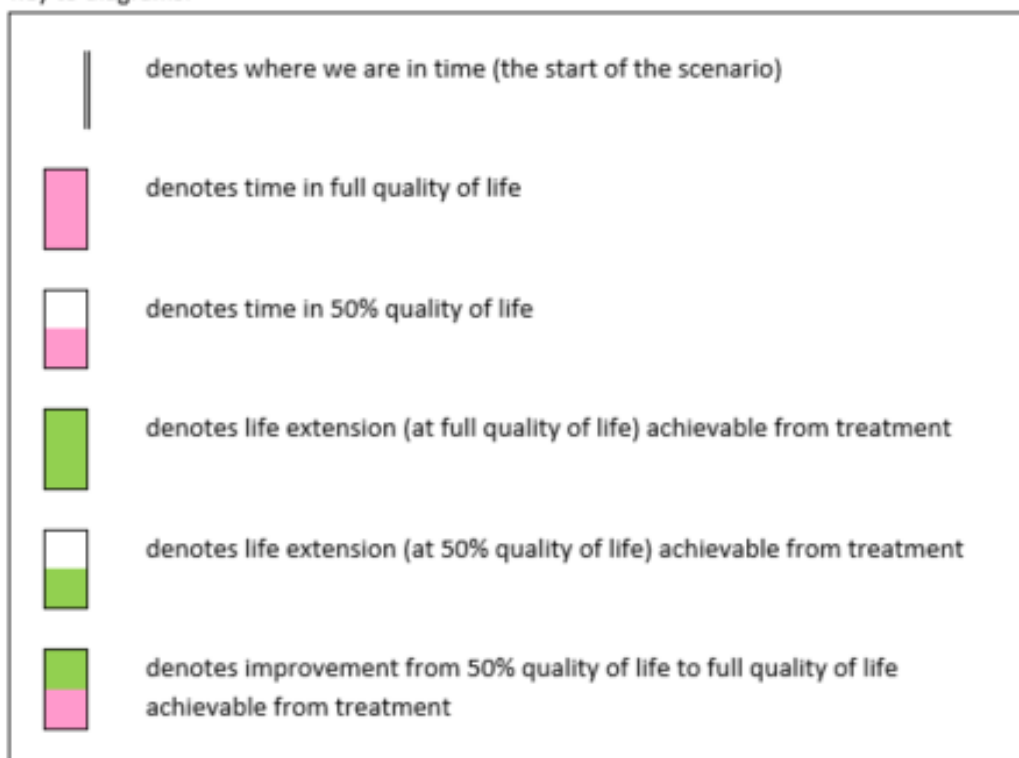 denotes where we are in time (the start of the scenario)
denotes time in full quality of life
denotes time in 50% quality of life
denotes life extension (at full quality of life) achievable from treatment
denotes life extension (at 50% quality of life) achievable from treatment
denotes improvement from 50% quality of life to full quality of life
achievable from treatment